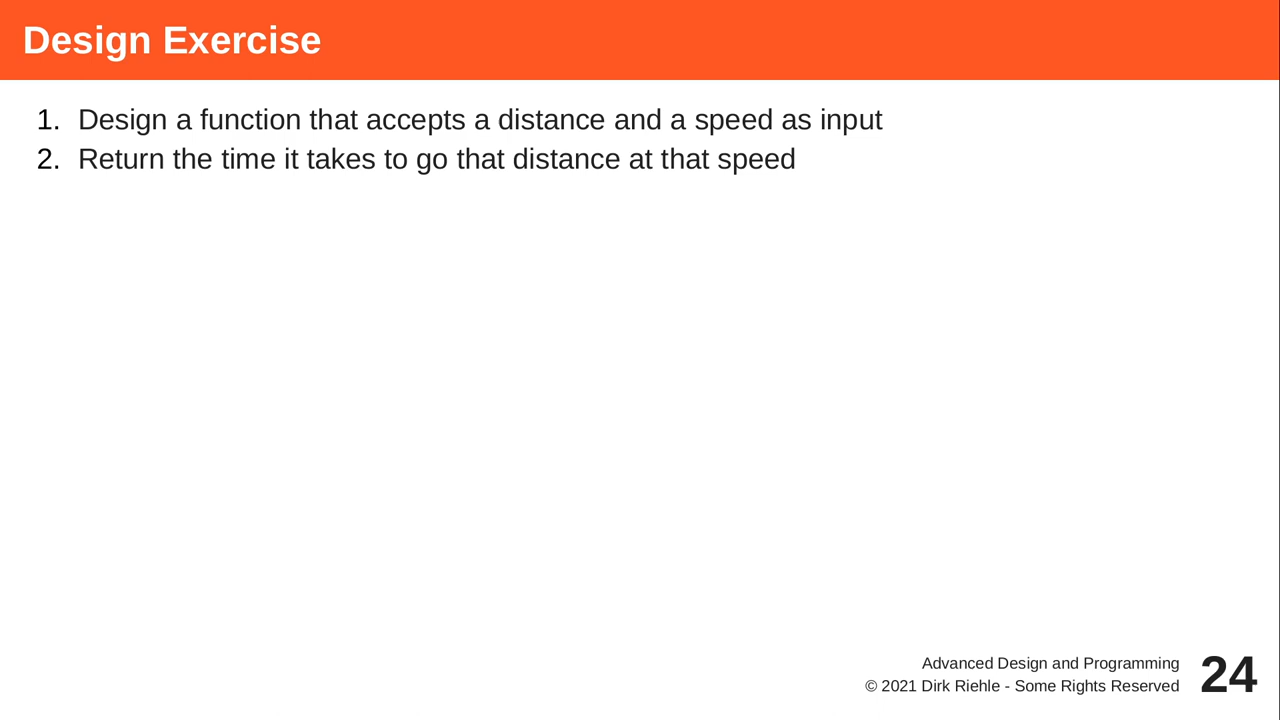 Design Exercise
1. Design a function that accepts a distance and a speed as input
2. Return the time it takes to go that distance at that speed
Advanced Design and Programming
© 2021 Dirk Riehle - Some Rights Reserved
24